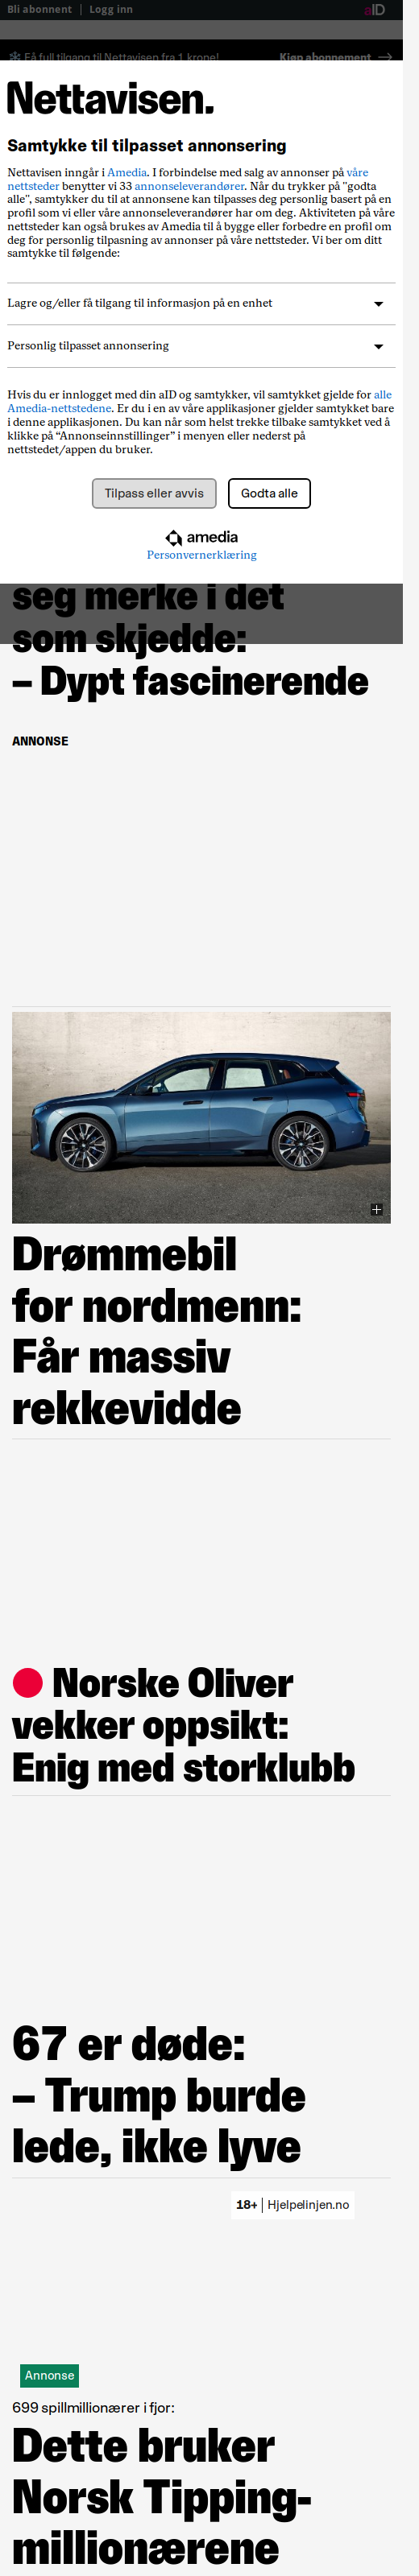 Bli abonnent | Logg inn
aID
Få full tilgang til Nettavisen fra 1 krone! Kjøp abonnement →
Nettavisen.
Samtykke til tilpasset annonsering
Nettavisen inngår i Amedia. I forbindelse med salg av annonser på våre
nettsteder benytter vi 33 annonseleverandører. Når du trykker på "godta
alle", samtykker du til at annonsene kan tilpasses deg personlig basert på en
profil som vi eller våre annonseleverandører har om deg. Aktiviteten på våre
nettsteder kan også brukes av Amedia til å bygge eller forbedre en profil om
deg for personlig tilpasning av annonser på våre nettsteder. Vi ber om ditt
samtykke til følgende:
Lagre og/eller få tilgang til informasjon på en enhet
Personlig tilpasset annonsering
Hvis du er innlogget med din aID og samtykker, vil samtykket gjelde for alle
Amedia-nettstedene. Er du i en av våre applikasjoner gjelder samtykket bare
i denne applikasjonen. Du kan når som helst trekke tilbake samtykket ved å
klikke på “Annonseinnstillinger” i menyen eller nederst på
nettstedet/appen du bruker.
Tilpass eller avvis
Godta alle
amedia
Personvernerklæring
seg merke i det
som skjedde:
– Dypt fascinerende
ANNONSE
Drømmebil
for nordmenn:
Får massiv
rekkevidde
Norske Oliver
vekker oppsikt:
Enig med storklubb
67 er døde:
– Trump burde
lede, ikke lyve
18+ | Hjelpelinjen.no
Annonse
699 spillmillionærer i fjor:
Dette bruker
Norsk Tipping-
millionærene